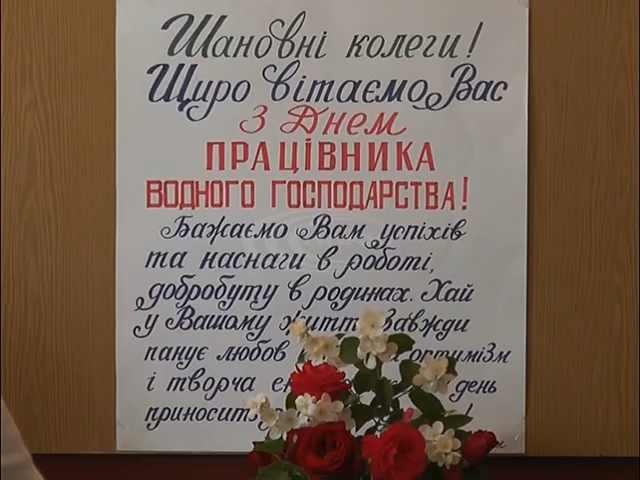 Шановні колеги!
Щиро вітаємо Вас
З Днем
ПРАЦІВНИКА
ВОДНОГО ГОСПОДАРСТВА!
Бажаємо Вам успіхів
та наснаги в роботі,
добробуту в родинах. Хай
у Вашому житті завжди
панує любов оптимізм
і творча день